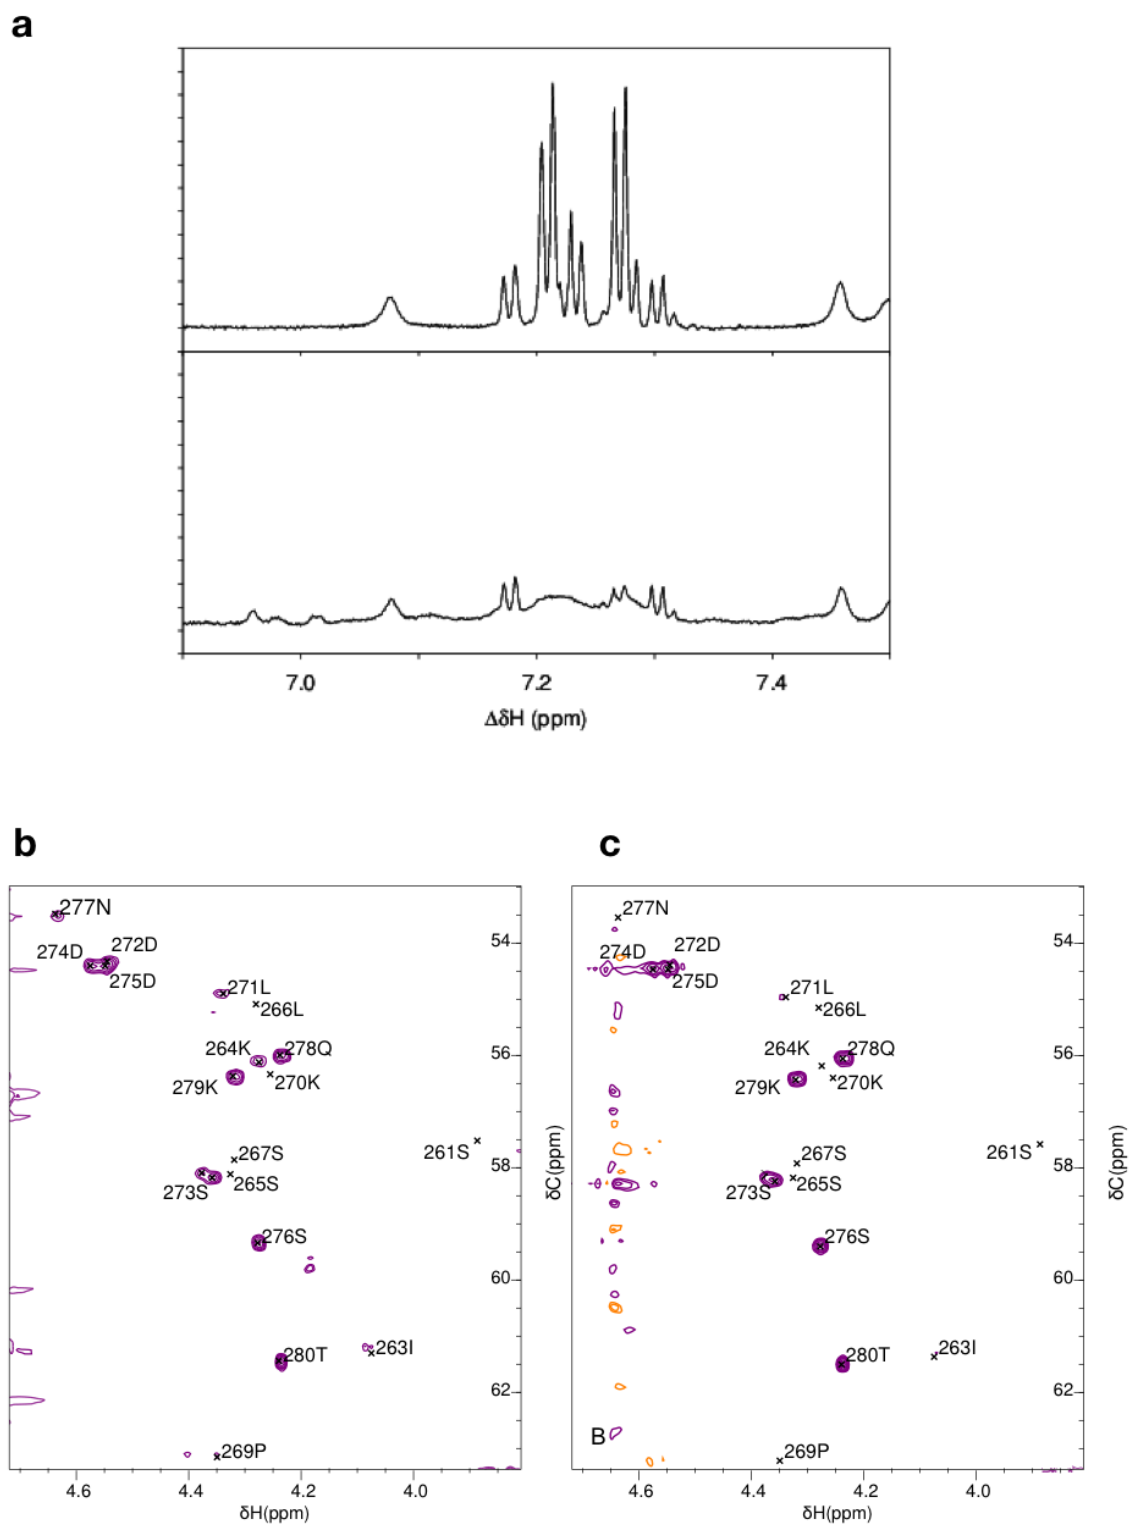 a
7.0 7.2 7.4
ΔδH (ppm)
b c
277N
274D 272D
275D
271L
266L
264K 278Q
279K 270K
267S
261S
273S 265S
276S
280T 263I
269P
54
56
58
60
62
δC(ppm)
4.6 4.4 4.2 4.0
δH(ppm)
277N
274D 272D
275D
271L
266L
264K 278Q
279K 270K
267S
261S
273S 265S
276S
280T 263I
B
269P
54
56
58
60
62
δC(ppm)
4.6 4.4 4.2 4.0
δH(ppm)